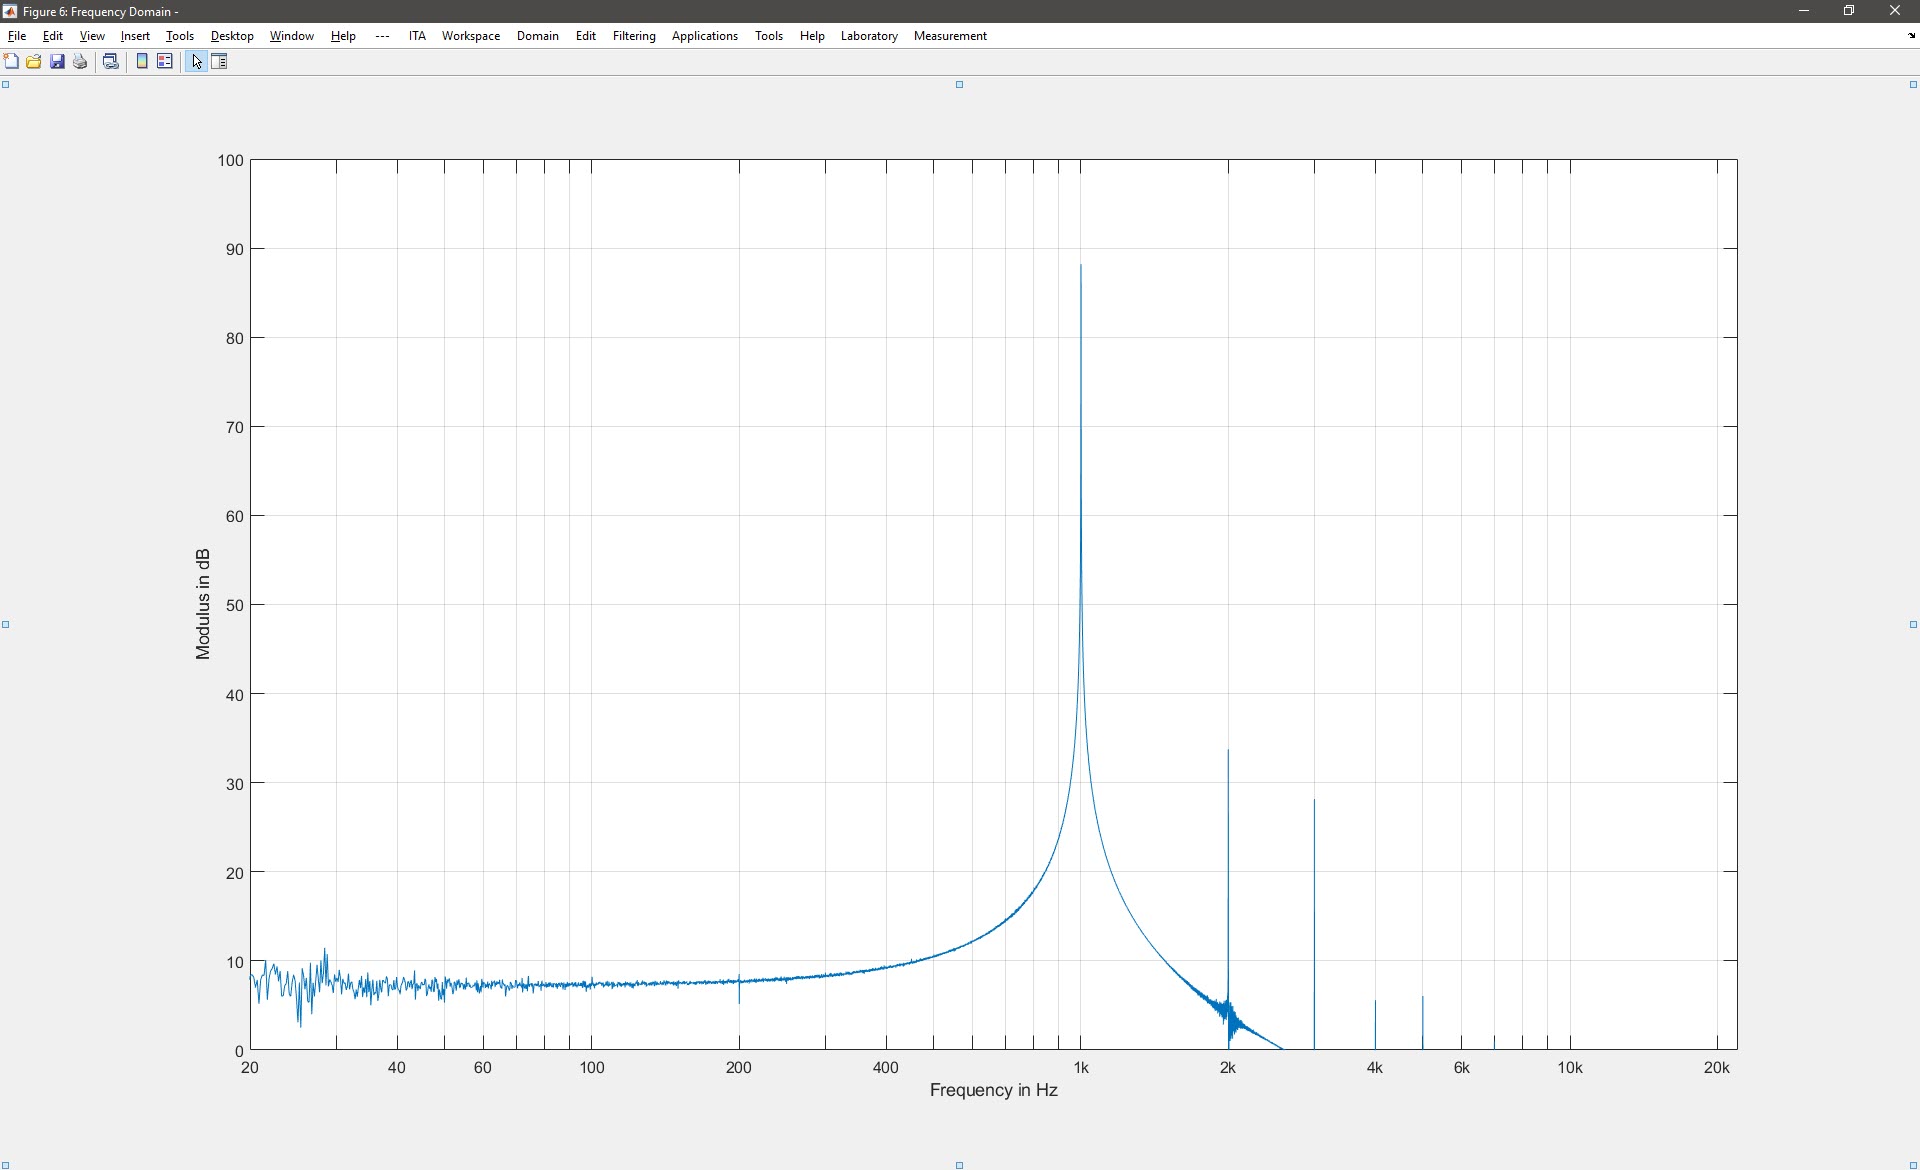 Figure 6: Frequency Domain -
File Edit View Insert Tools Desktop Window Help --- ITA Workspace Domain Edit Filtering Applications Tools Help Laboratory Measurement
100
90
80
70
60
50
40
30
20
10
0
Modulus in dB
20 40 60 100 200 400 1k 2k 4k 6k 10k 20k
Frequency in Hz